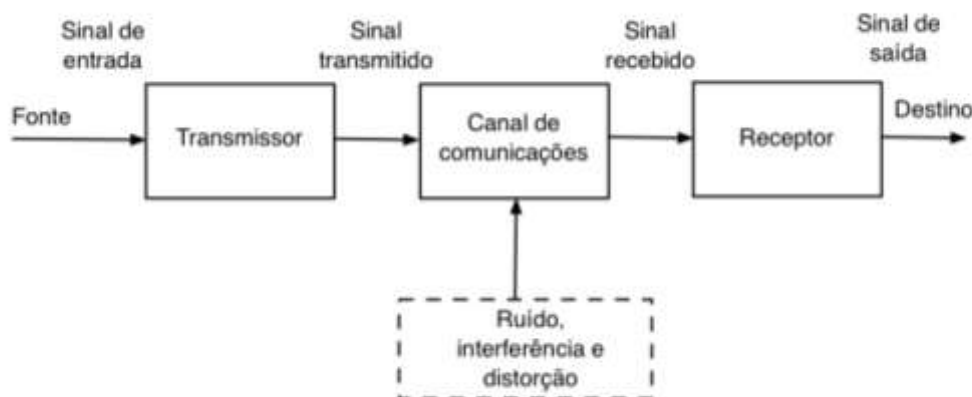 Sinal de
entrada
Sinal
transmitido
Sinal
recebido
Sinal de
saída
Fonte
Transmissor
Canal de
comunicações
Receptor
Destino
Ruído,
interferência e
distorção